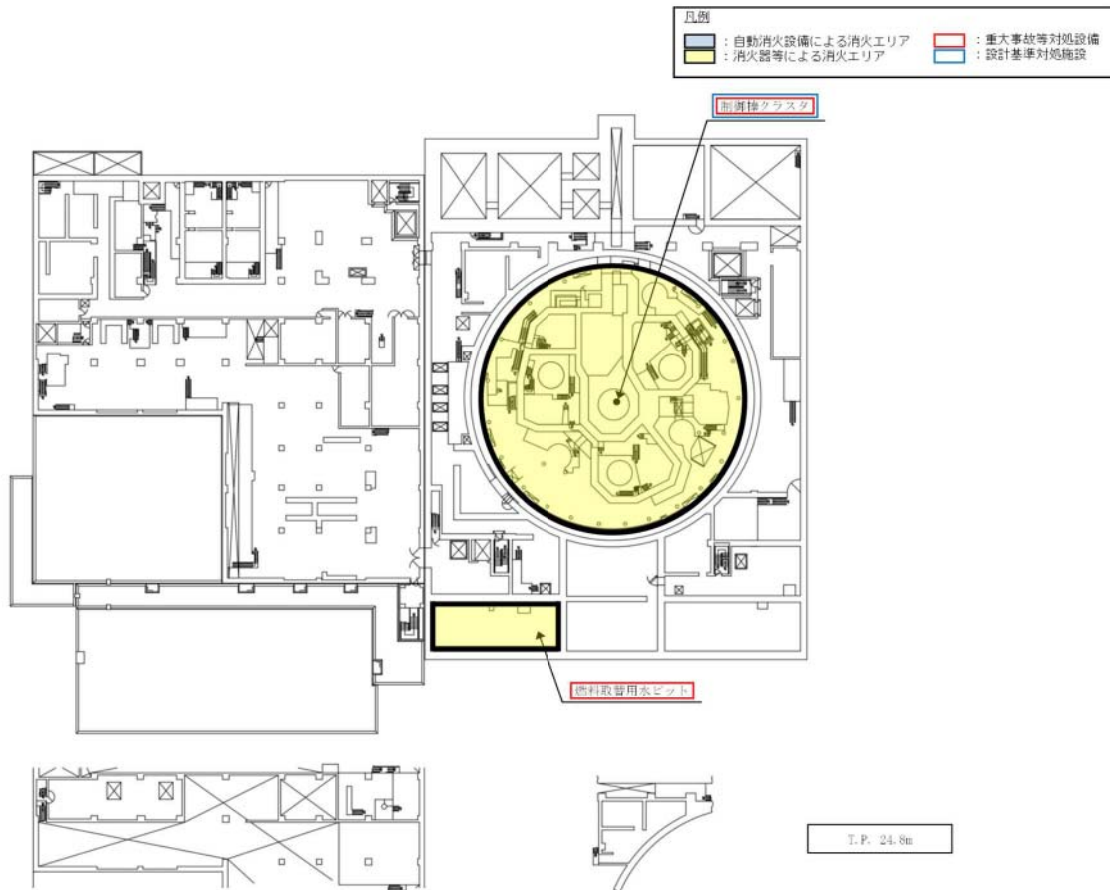 凡例
：自動消火設備による消火エリア
：消火器等による消火エリア
：重大事故等対処設備
：設計基準対処施設
制御棒クラスタ
燃料取替用水ピット
T.P. 24.8m